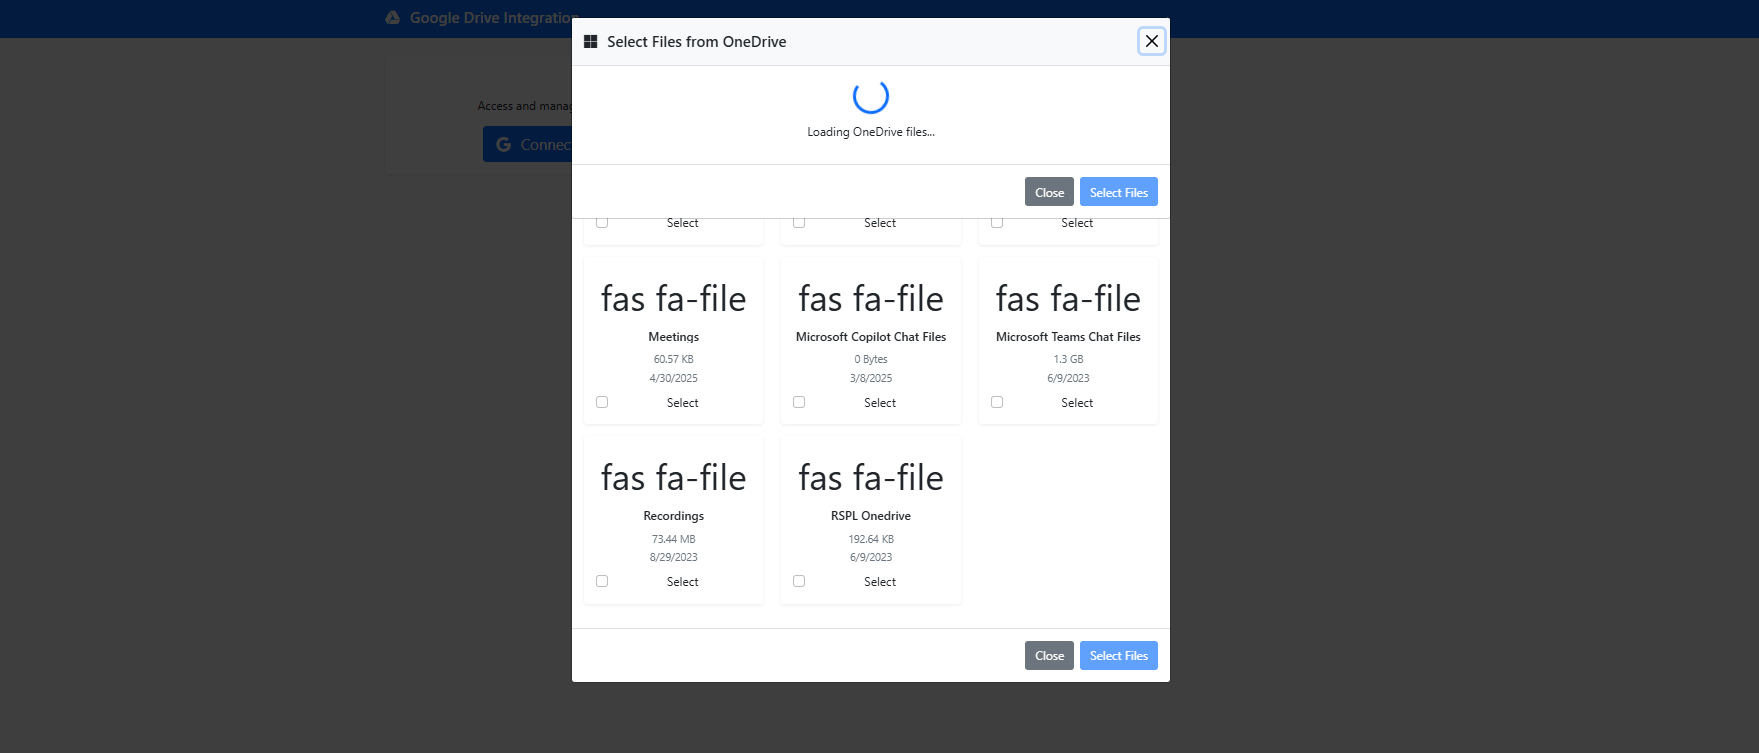 Google Drive Integration
Select Files from OneDrive
Access and manag
Connec
Loading OneDrive files...
Close Select Files
Select Select Select
fas fa-file fas fa-file fas fa-file
Meetings Microsoft Copilot Chat Files Microsoft Teams Chat Files
60.57 KB 0 Bytes 1.3 GB
4/30/2025 3/8/2025 6/9/2023
Select Select Select
fas fa-file fas fa-file
Recordings RSPL Onedrive
73.44 MB 192.64 KB
8/29/2023 6/9/2023
Select Select
Close Select Files